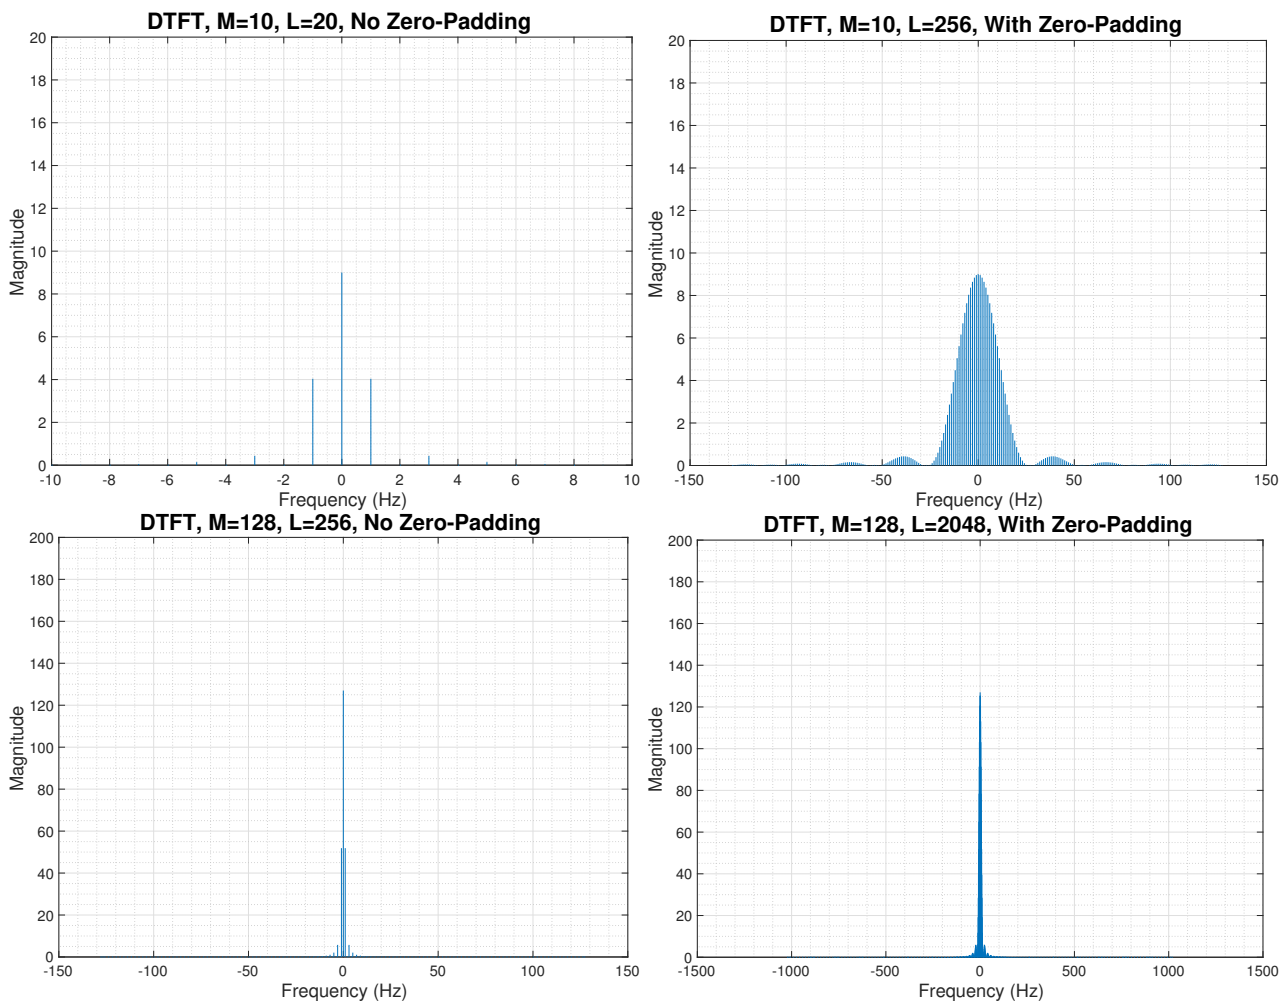 DTFT, M=10, L=20, No Zero-Padding
20
18
16
14
12
10
8
6
4
2
0
Magnitude
-10 -8 -6 -4 -2 0 2 4 6 8 10
Frequency (Hz)
DTFT, M=10, L=256, With Zero-Padding
20
18
16
14
12
10
8
6
4
2
0
Magnitude
-150 -100 -50 0 50 100 150
Frequency (Hz)
DTFT, M=128, L=256, No Zero-Padding
200
180
160
140
120
100
80
60
40
20
0
Magnitude
-150 -100 -50 0 50 100 150
Frequency (Hz)
DTFT, M=128, L=2048, With Zero-Padding
200
180
160
140
120
100
80
60
40
20
0
Magnitude
-1500 -1000 -500 0 500 1000 1500
Frequency (Hz)